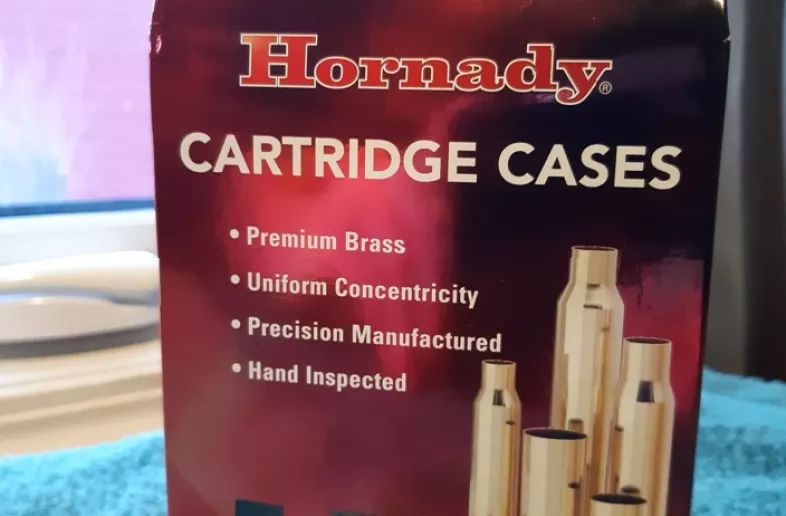 Hornady®
CARTRIDGE CASES
• Premium Brass
• Uniform Concentricity
• Precision Manufactured
• Hand Inspected